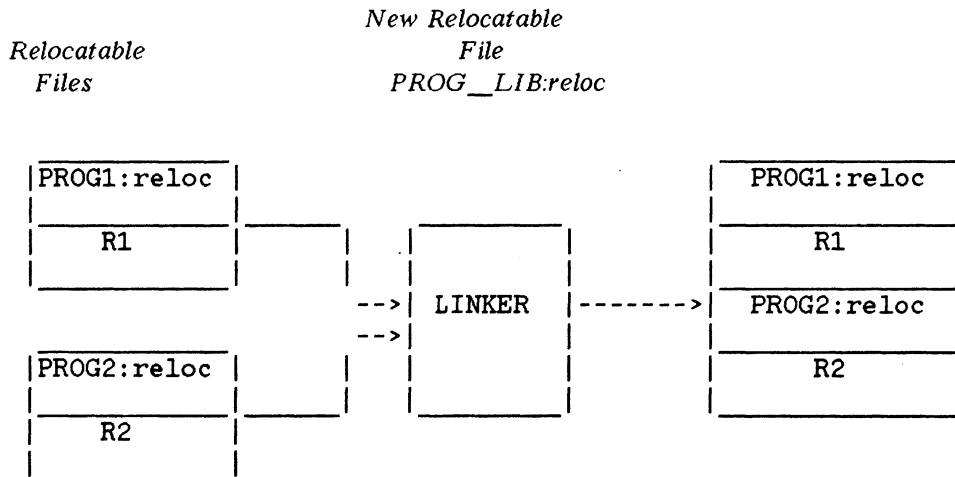 New Relocatable
Relocatable File
Files PROG__LIB:reloc
PROG1:reloc PROG1:reloc
R1 R1
--> LINKER -------> PROG2:reloc
-->
PROG2:reloc R2
R2